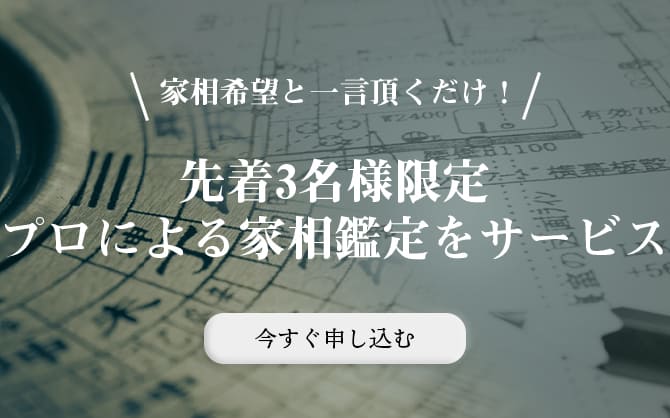 \ 家相希望と一言頂くだけ！ /
先着3名様限定
プロによる家相鑑定をサービス
今すぐ申し込む
¥2400
B1100